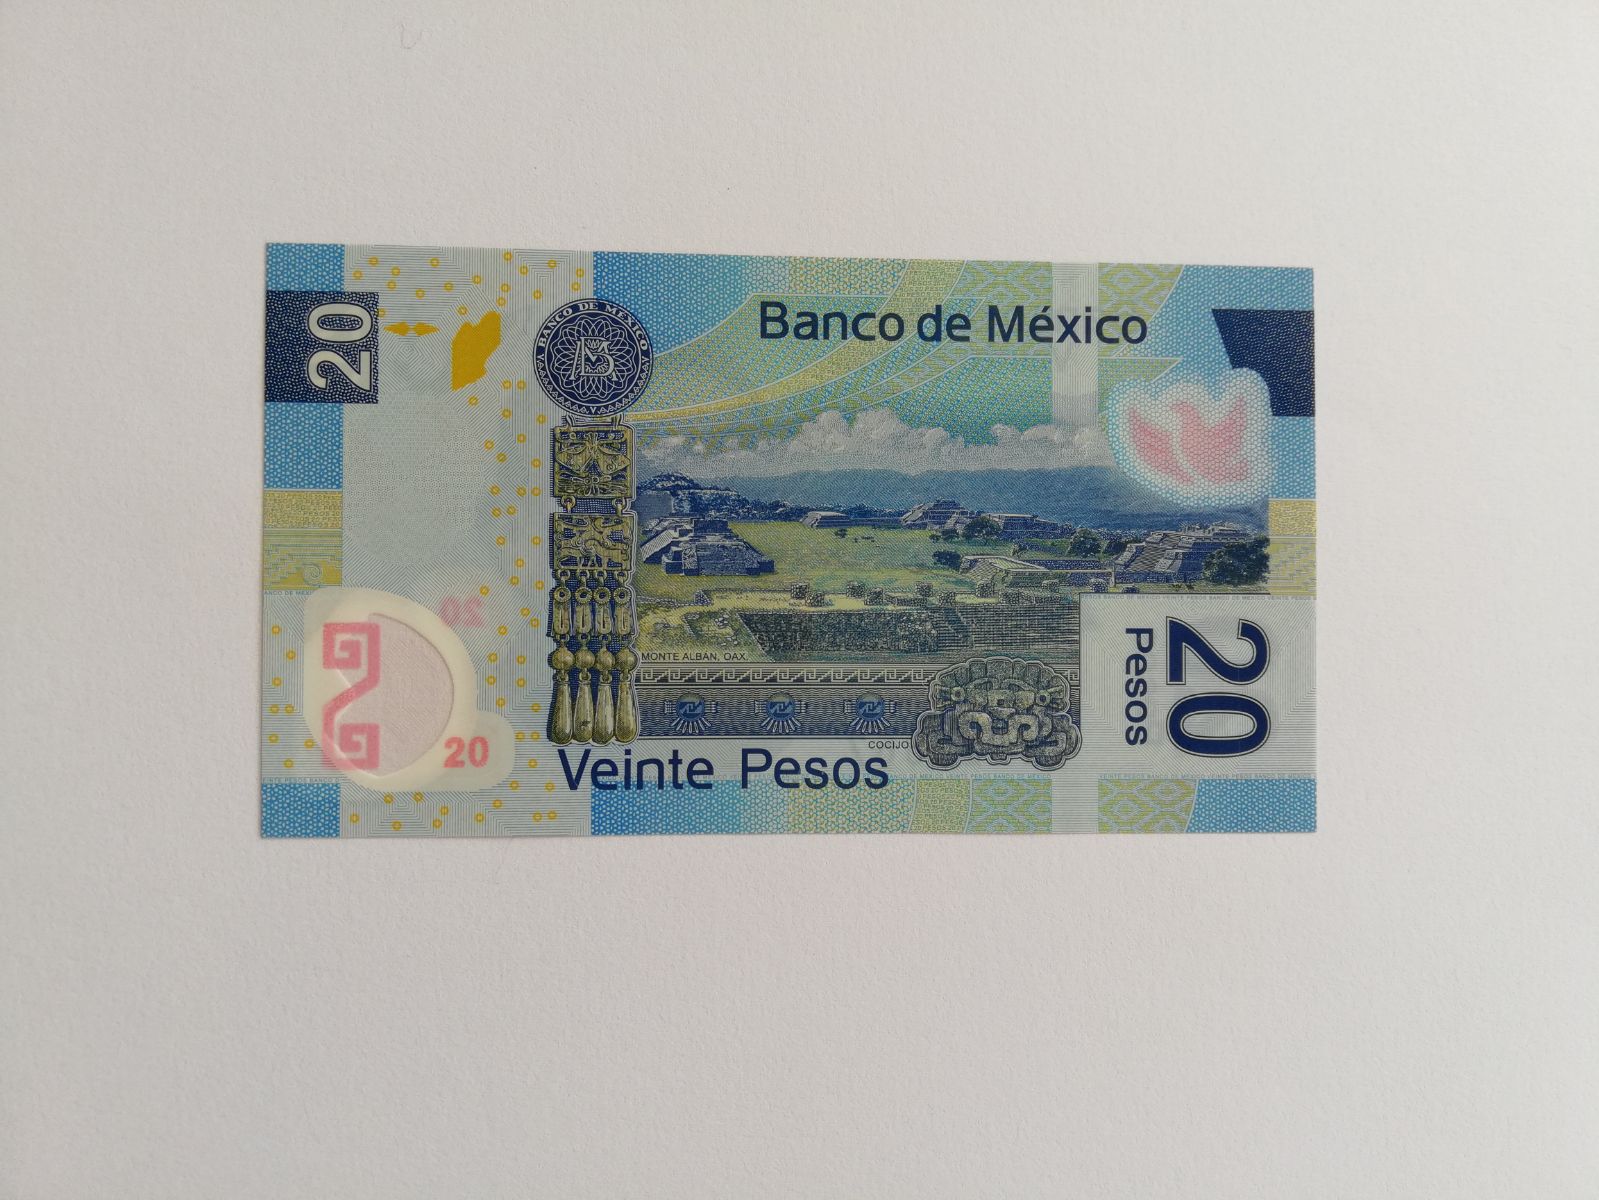 20
BANCO DE MÉXICO
Banco de México
MONTE ALBÁN, OAX.
20
Pesos
20
20
COCIJO
Veinte Pesos